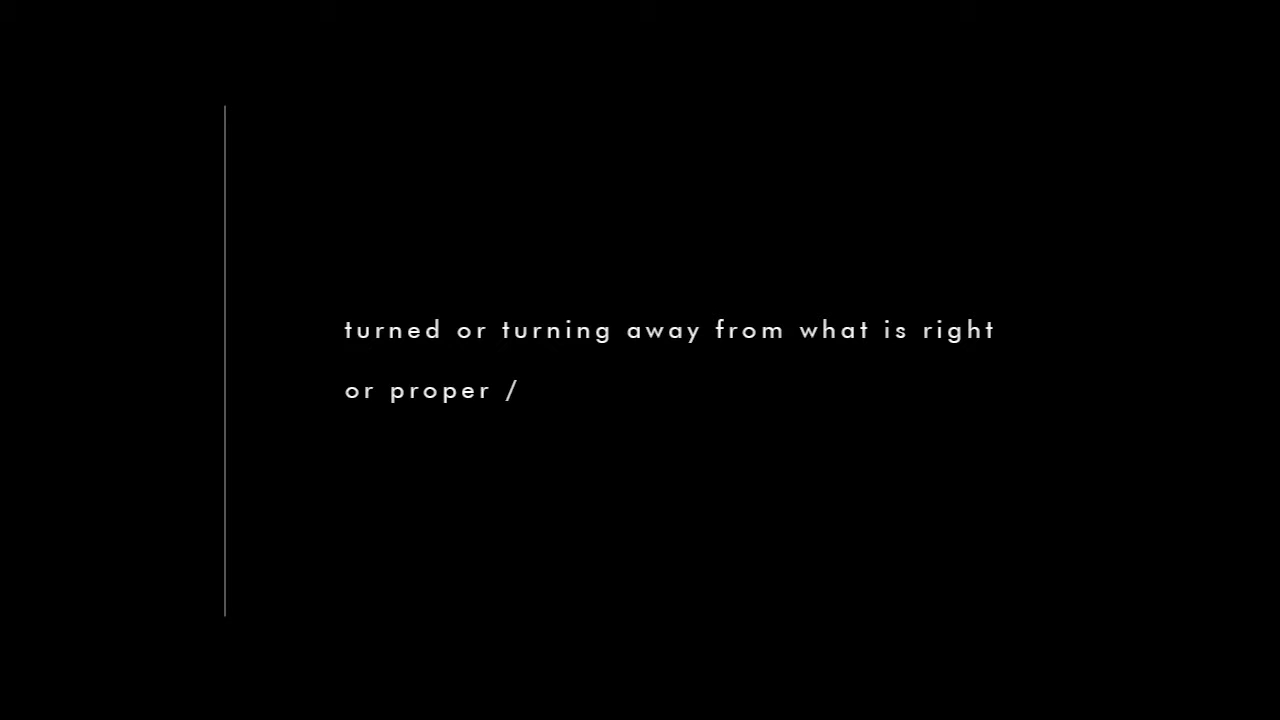 turned or turning away from what is right
or proper /